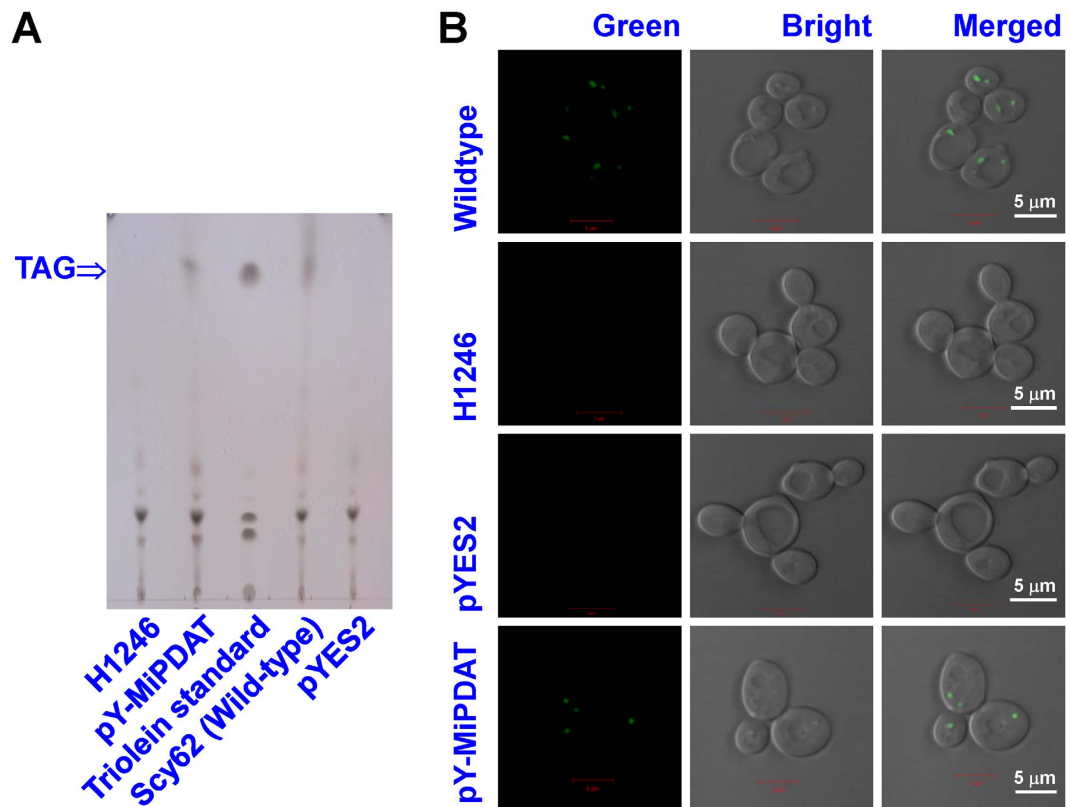 A
TAG⇒
H1246
pY-MiPDAT
Triolein standard
Scy62 (Wild-type)
pYES2
B
Green
Bright
Merged
Wildtype
5 μm
H1246
5 μm
pYES2
5 μm
pY-MiPDAT
5 μm